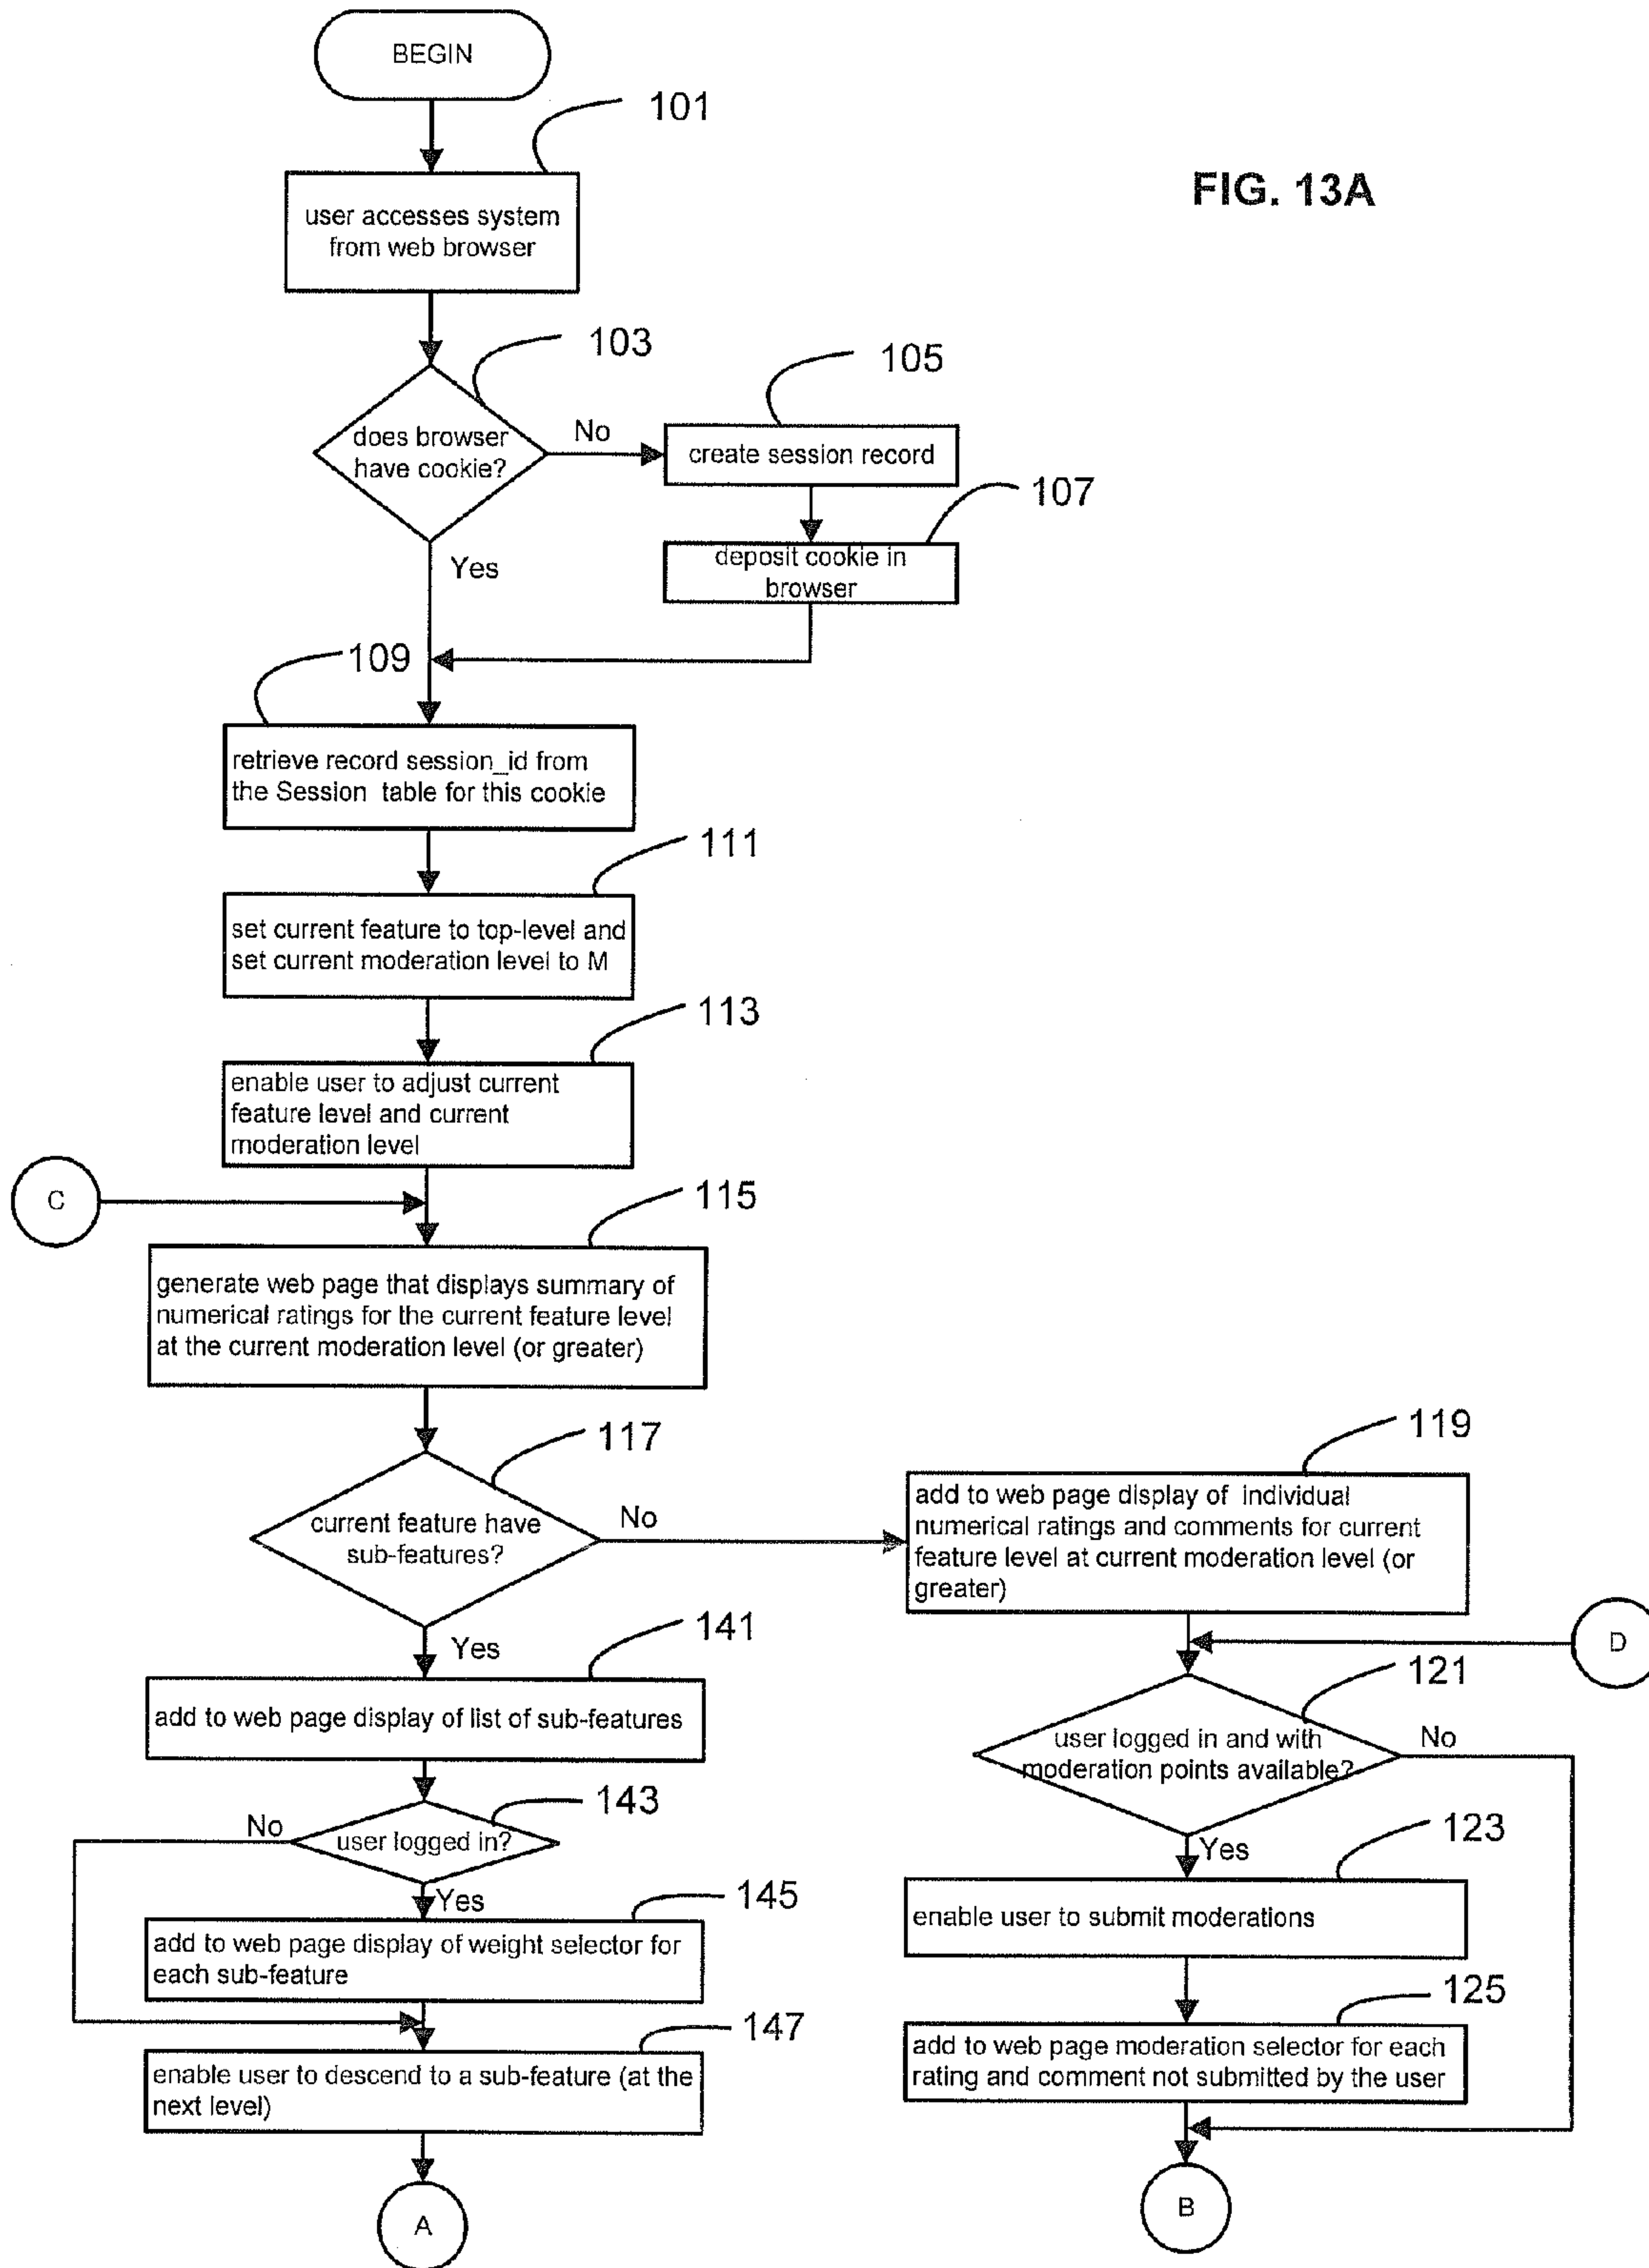 BEGIN
101
FIG. 13A
user accesses system
from web browser
103
105
does browser
have cookie?
No
create session record
107
Yes
deposit cookie in
browser
109
retrieve record session_id from
the Session table for this cookie
111
set current feature to top-level and
set current moderation level to M
113
enable user to adjust current
feature level and current
moderation level
C
115
generate web page that displays summary of
numerical ratings for the current feature level
at the current moderation level (or greater)
117
119
current feature have
sub-features?
No
add to web page display of individual
numerical ratings and comments for current
feature level at current moderation level (or
greater)
Yes
141
D
121
add to web page display of list of sub-features
user logged in and with
moderation points available?
No
143
No
user logged in?
123
Yes
Yes
145
enable user to submit moderations
add to web page display of weight selector for
each sub-feature
125
147
add to web page moderation selector for each
rating and comment not submitted by the user
enable user to descend to a sub-feature (at the
next level)
A
B